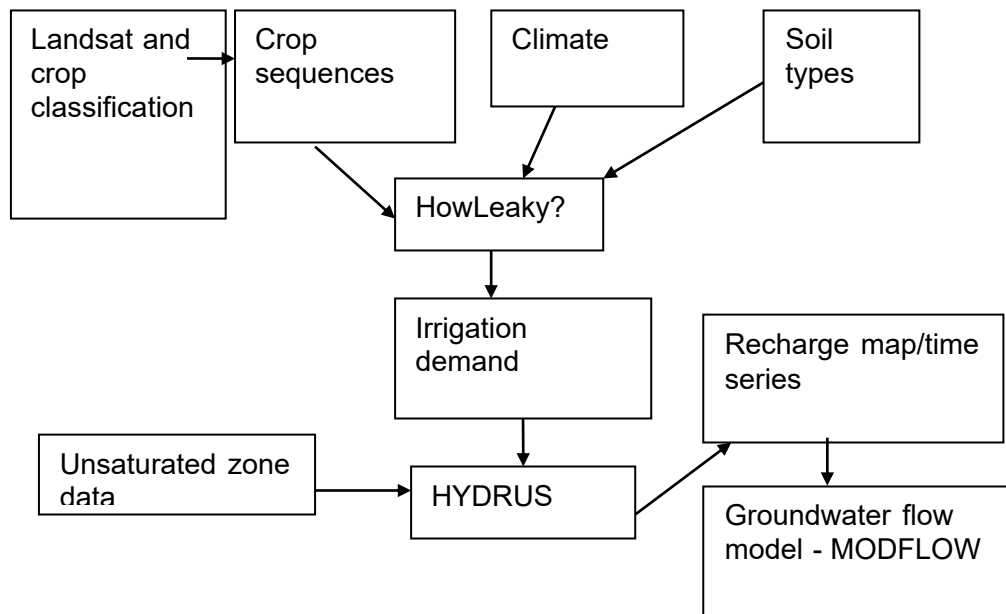 Landsat and
crop
classification
Crop
sequences
Climate
Soil
types
HowLeaky?
Irrigation
demand
Recharge map/time
series
Unsaturated zone
data
HYDRUS
Groundwater flow
model - MODFLOW